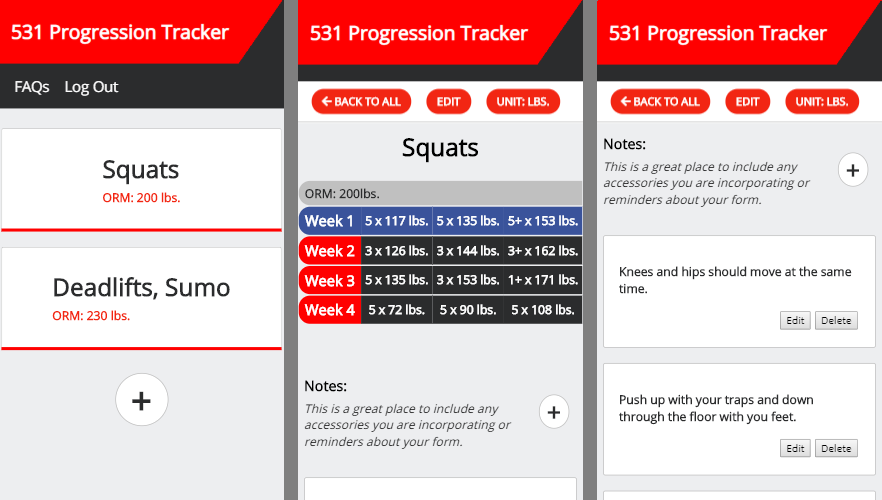 531 Progression Tracker
FAQs Log Out
Squats
ORM: 200 lbs.
Deadlifts, Sumo
ORM: 230 lbs.
+
531 Progression Tracker
← BACK TO ALL EDIT UNIT: LBS.
Squats
ORM: 200lbs.
Week 1 5 x 117 lbs. 5 x 135 lbs. 5+ x 153 lbs.
Week 2 3 x 126 lbs. 3 x 144 lbs. 3+ x 162 lbs.
Week 3 5 x 135 lbs. 3 x 153 lbs. 1+ x 171 lbs.
Week 4 5 x 72 lbs. 5 x 90 lbs. 5 x 108 lbs.
Notes:
This is a great place to include any
accessories you are incorporating or
reminders about your form.
+
531 Progression Tracker
← BACK TO ALL EDIT UNIT: LBS.
Notes:
This is a great place to include any
accessories you are incorporating or
reminders about your form.
+
Knees and hips should move at the same
time.
Edit Delete
Push up with your traps and down
through the floor with you feet.
Edit Delete